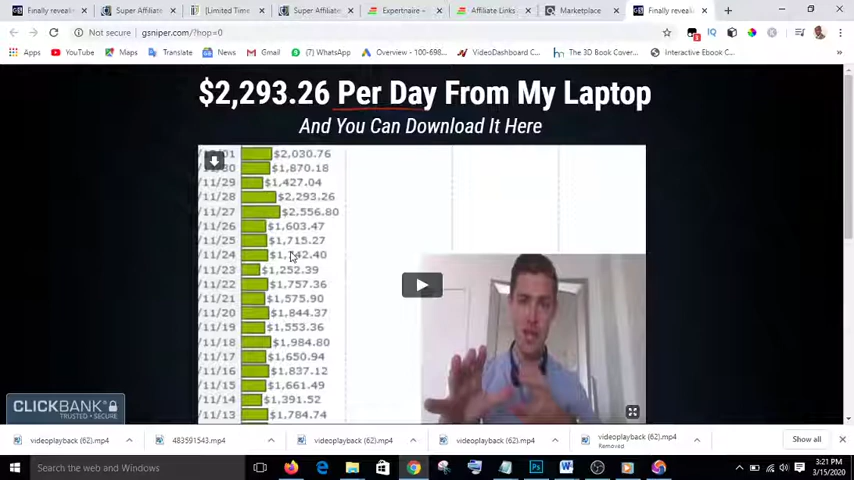 Finally reveale
Super Affiliate
[Limited Time
Super Affiliate
Expertnaire –
Affiliate Links
Marketplace
Finally reveale
Not secure | gsniper.com/?hop=0
Apps
YouTube
Maps
Translate
News
Gmail
(7) WhatsApp
Overview – 100-698...
VideoDashboard C...
The 3D Book Cover...
Interactive Ebook C...
$2,293.26 Per Day From My Laptop
And You Can Download It Here
/01 $2,030.76
/30 $1,870.18
/11/29 $1,427.04
/11/28 $2,293.26
/11/27 $2,556.80
/11/26 $1,603.47
/11/25 $1,715.27
/11/24
/11/23 $1,252.39
/11/22 $1,757.36
/11/21 $1,575.90
/11/20 $1,844.37
/11/19 $1,553.36
/11/18 $1,984.80
/11/17 $1,650.94
/11/16 $1,837.12
/11/15 $1,661.49
/11/14 $1,391.52
/11/13 $1,784.74
CLICKBANK
TRUSTED • SECURE
videoplayback (62).mp4
483591543.mp4
videoplayback (62).mp4
videoplayback (62).mp4
videoplayback (62).mp4
Removed
Show all
Search the web and Windows
3:21 PM
3/15/2020